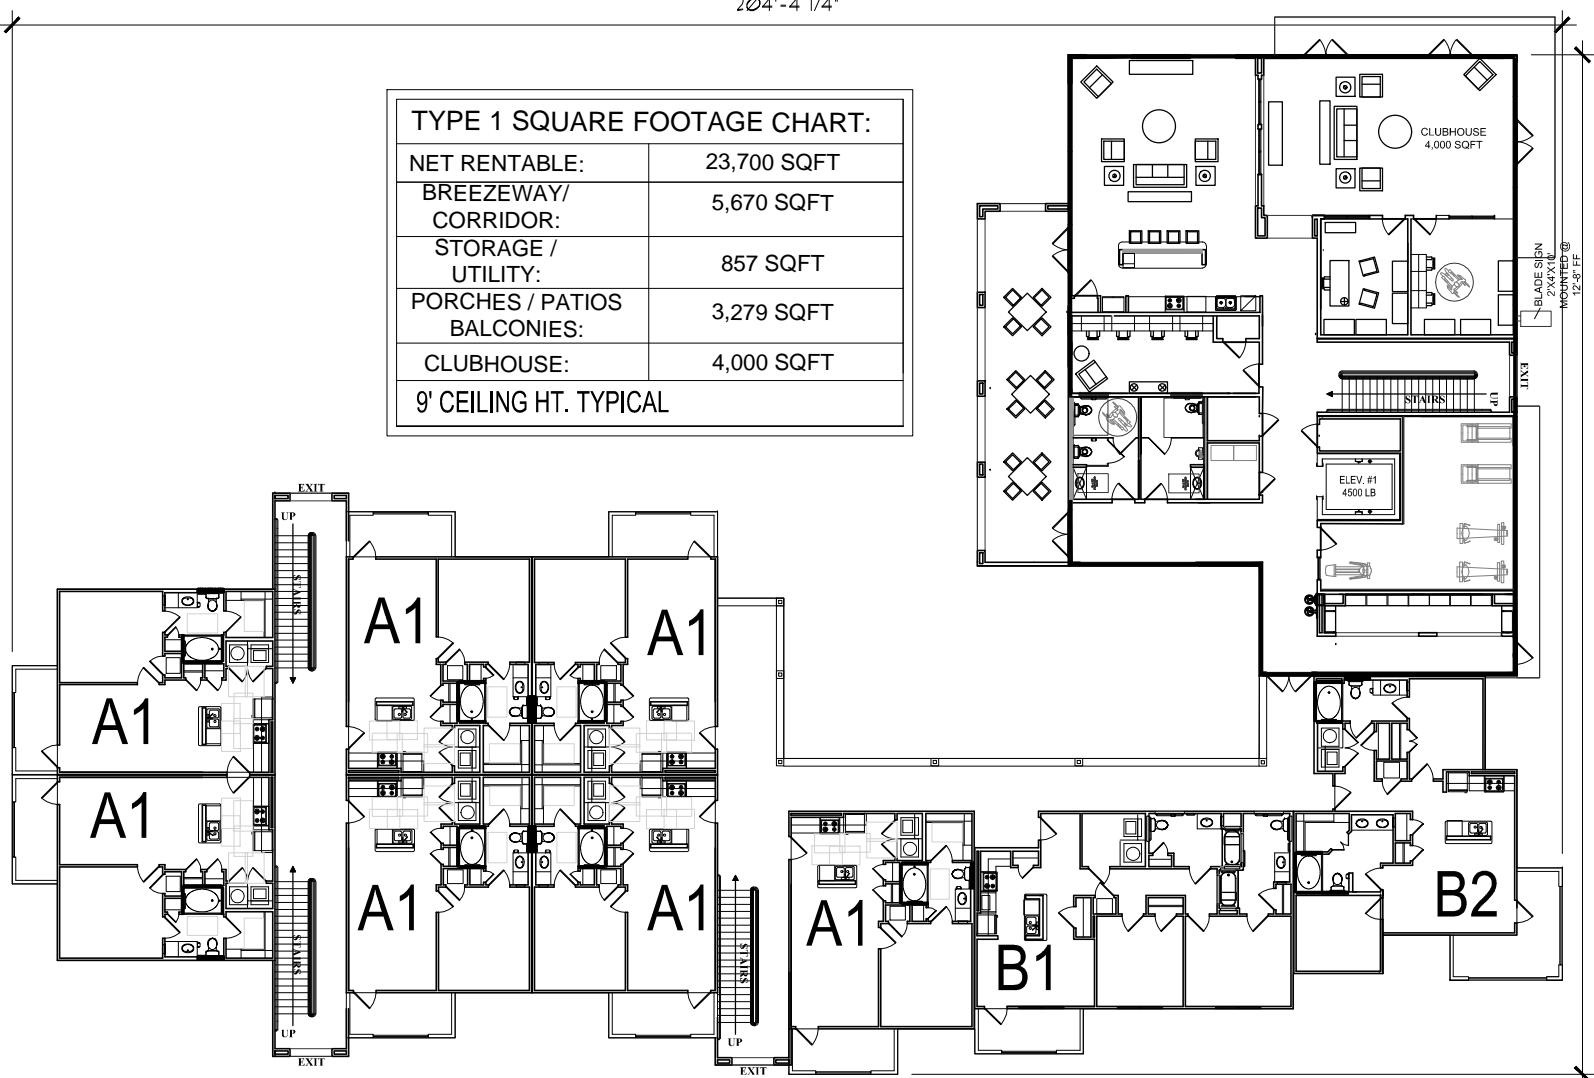 204'-4 1/4"
TYPE 1 SQUARE FOOTAGE CHART:
NET RENTABLE: 23,700 SQFT
BREEZEWAY/ 5,670 SQFT
CORRIDOR:
STORAGE / 857 SQFT
UTILITY:
PORCHES / PATIOS 3,279 SQFT
BALCONIES:
CLUBHOUSE: 4,000 SQFT
9' CEILING HT. TYPICAL
CLUBHOUSE
4,000 SQFT
BLADE SIGN
2'X4'X10'
MOUNTED @
12'-8" FF
EXIT
UP
STAIRS
ELEV. #1
4500 LB
EXIT
UP
STAIRS
A1
A1
A1
A1
A1
A1
A1
A1
B1
B2
STAIRS
UP
EXIT
STAIRS
UP
EXIT